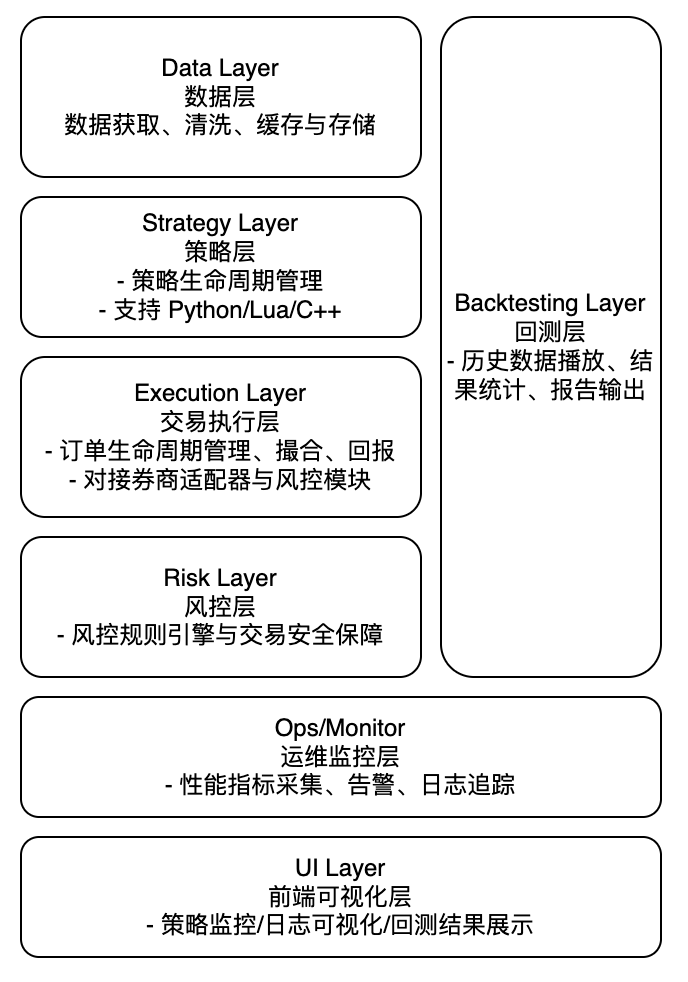 Data Layer
数据层
数据获取、清洗、缓存与存储
Strategy Layer
策略层
- 策略生命周期管理
- 支持 Python/Lua/C++
Execution Layer
交易执行层
- 订单生命周期管理、撮合、回报
- 对接券商适配器与风控模块
Risk Layer
风控层
- 风控规则引擎与交易安全保障
Backtesting Layer
回测层
- 历史数据播放、结
果统计、报告输出
Ops/Monitor
运维监控层
- 性能指标采集、告警、日志追踪
UI Layer
前端可视化层
- 策略监控/日志可视化/回测结果展示